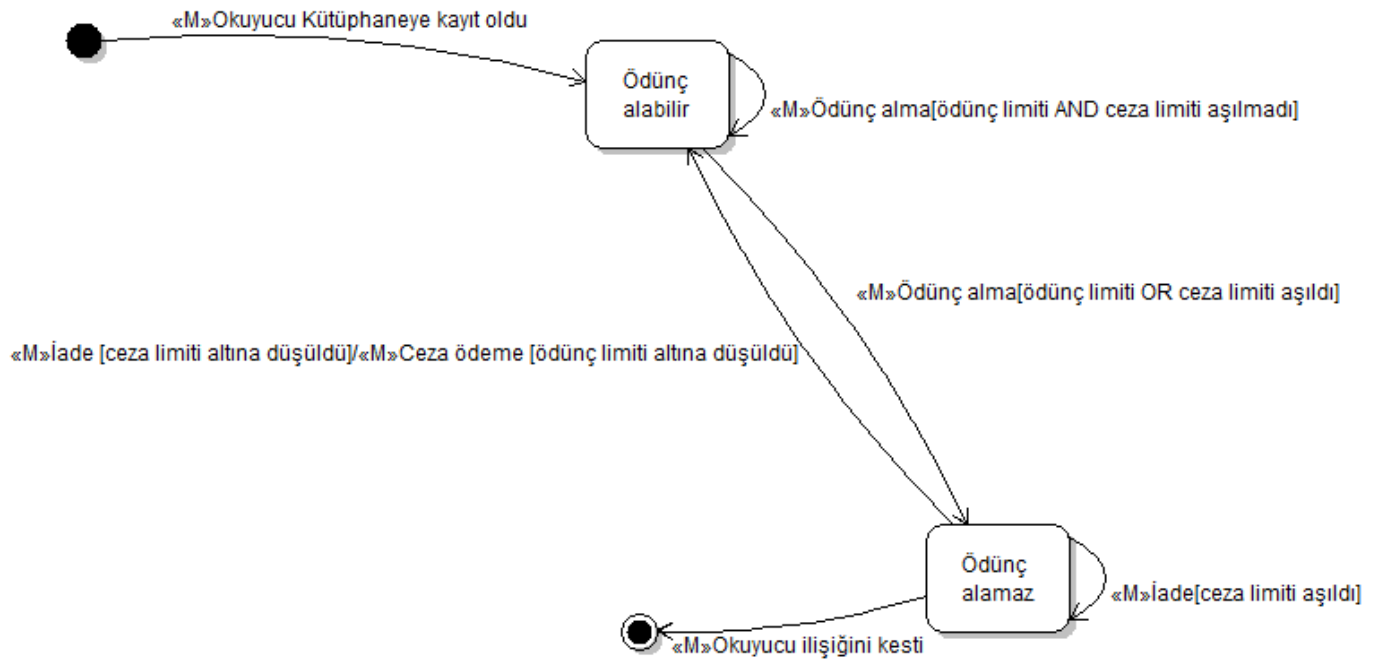 «M»Okuyucu Kütüphaneye kayıt oldu
Ödünç
alabilir
«M»Ödünç alma[ödünç limiti AND ceza limiti aşılmadı]
«M»Ödünç alma[ödünç limiti OR ceza limiti aşıldı]
«M»İade [ceza limiti altına düşüldü]/«M»Ceza ödeme [ödünç limiti altına düşüldü]
Ödünç
alamaz
«M»İade[ceza limiti aşıldı]
«M»Okuyucu ilişiğini kesti